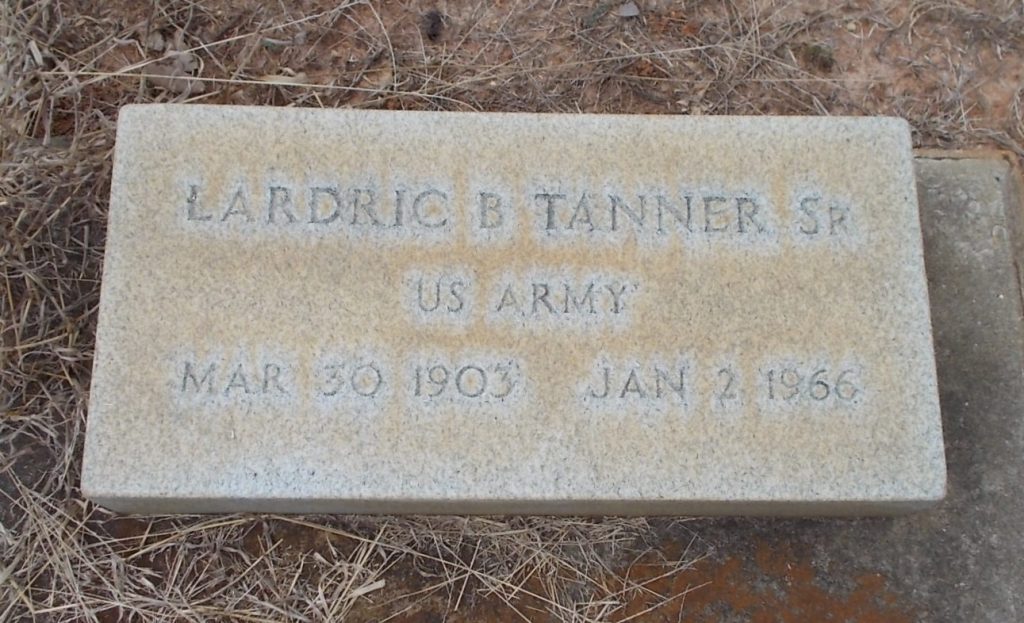 LARDRIC B TANNER SR
US ARMY
MAR 30 1903 JAN 2 1966